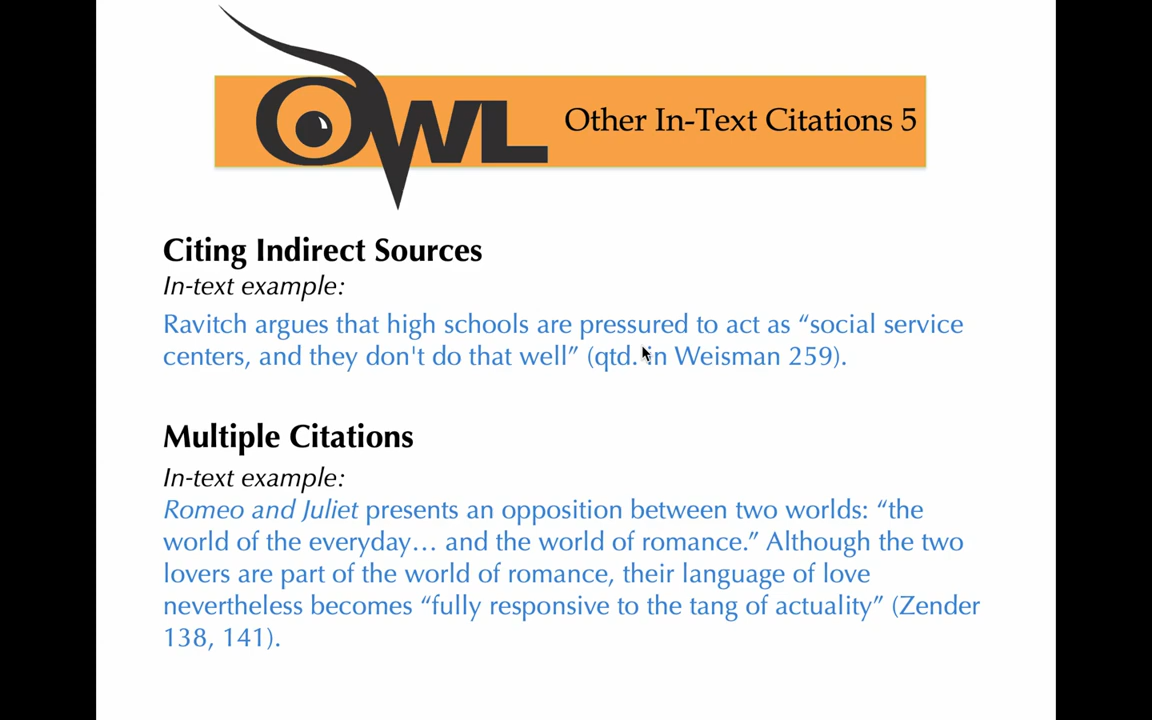 OWL Other In-Text Citations 5
Citing Indirect Sources
In-text example:
Ravitch argues that high schools are pressured to act as “social service
centers, and they don't do that well” (qtd. in Weisman 259).
Multiple Citations
In-text example:
Romeo and Juliet presents an opposition between two worlds: “the
world of the everyday… and the world of romance.” Although the two
lovers are part of the world of romance, their language of love
nevertheless becomes “fully responsive to the tang of actuality” (Zender
138, 141).